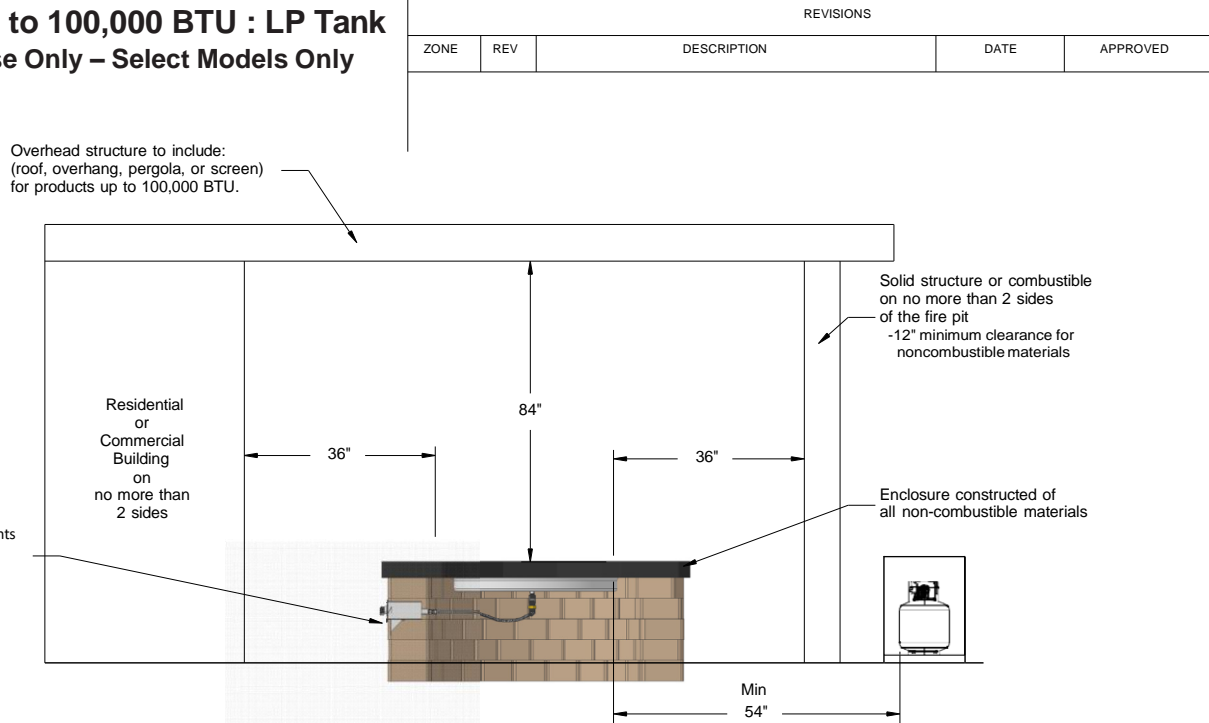 to 100,000 BTU : LP Tank
se Only – Select Models Only
REVISIONS
ZONE REV DESCRIPTION DATE APPROVED
Overhead structure to include:
(roof, overhang, pergola, or screen)
for products up to 100,000 BTU.
Solid structure or combustible
on no more than 2 sides
of the fire pit
-12" minimum clearance for
noncombustible materials
Residential
or
Commercial
Building
on
no more than
2 sides
84"
36"
36"
Enclosure constructed of
all non-combustible materials
nts
Min
54"